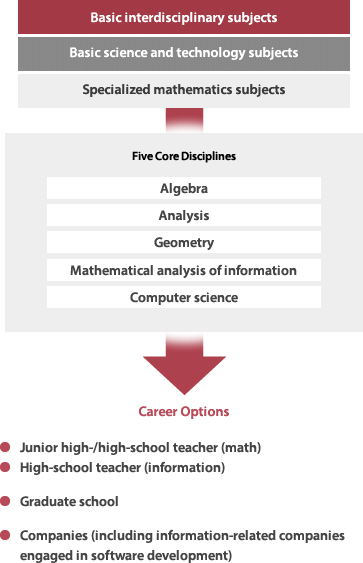 Basic interdisciplinary subjects
Basic science and technology subjects
Specialized mathematics subjects
Five Core Disciplines
Algebra
Analysis
Geometry
Mathematical analysis of information
Computer science
Career Options
Junior high-/high-school teacher (math)
High-school teacher (information)
Graduate school
Companies (including information-related companies
engaged in software development)